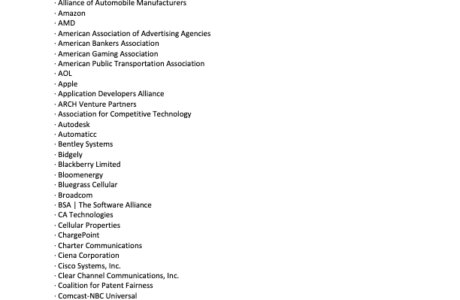 · Alliance of Automobile Manufacturers
· Amazon
· AMD
· American Association of Advertising Agencies
· American Bankers Association
· American Gaming Association
· American Public Transportation Association
· AOL
· Apple
· Application Developers Alliance
· ARCH Venture Partners
· Association for Competitive Technology
· Autodesk
· Automaticc
· Bentley Systems
· Bidgely
· Blackberry Limited
· Bloomenergy
· Bluegrass Cellular
· Broadcom
· BSA | The Software Alliance
· CA Technologies
· Cellular Properties
· ChargePoint
· Charter Communications
· Ciena Corporation
· Cisco Systems, Inc.
· Clear Channel Communications, Inc.
· Coalition for Patent Fairness
· Comcast-NBC Universal